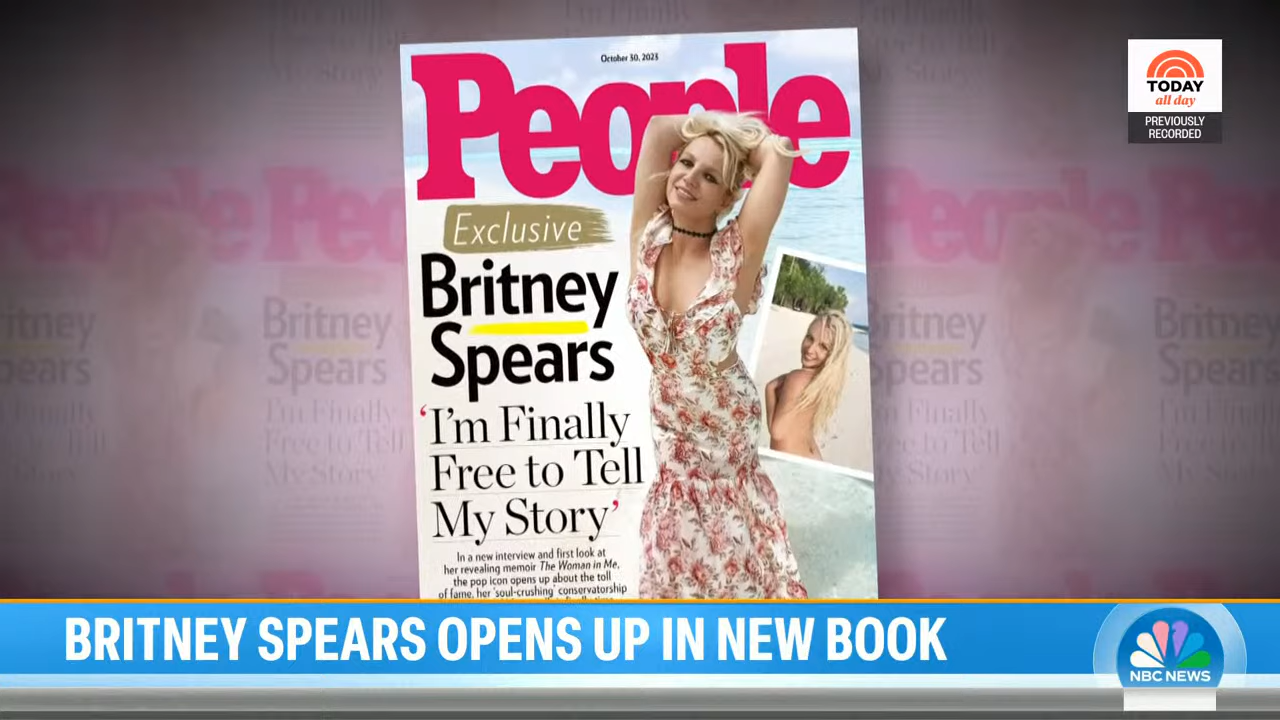 October 30, 2023
People
TODAY
all day
PREVIOUSLY
RECORDED
Exclusive
Britney
Spears
‘I'm Finally
Free to Tell
My Story’
In a new interview and first look at
her revealing memoir The Woman in Me,
the pop icon opens up about the toll
of fame, her ‘soul-crushing’ conservatorship
BRITNEY SPEARS OPENS UP IN NEW BOOK
NBC NEWS